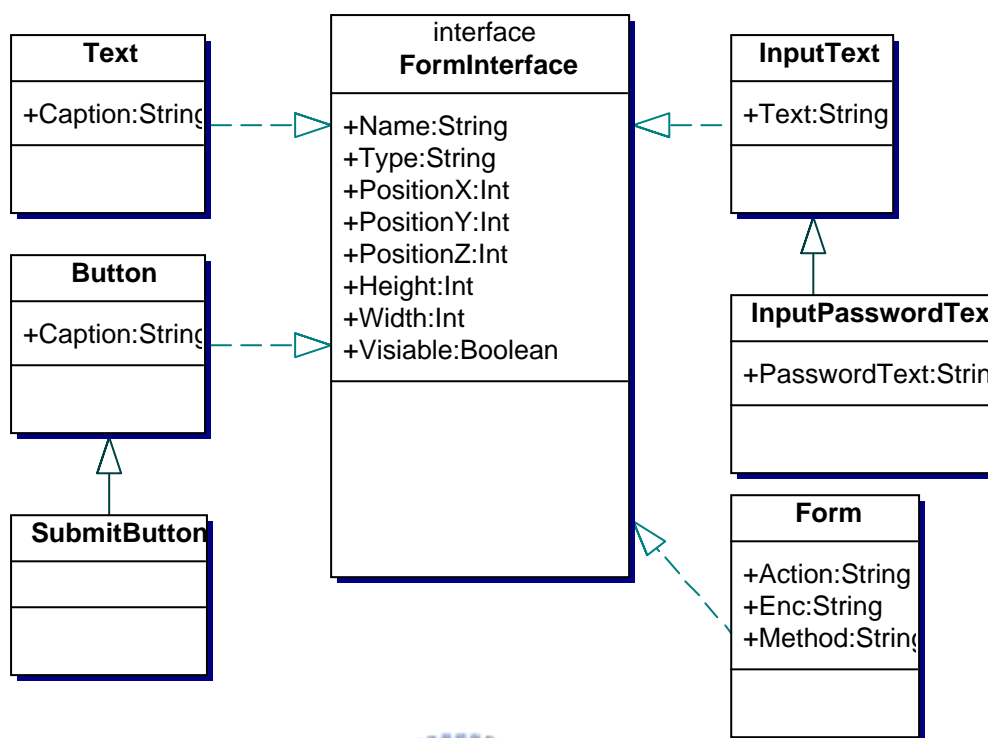 Text
+Caption:String
Button
+Caption:String
SubmitButton
interface
FormInterface
+Name:String
+Type:String
+PositionX:Int
+PositionY:Int
+PositionZ:Int
+Height:Int
+Width:Int
+Visiable:Boolean
InputText
+Text:String
InputPasswordTex
+PasswordText:Strin
Form
+Action:String
+Enc:String
+Method:String